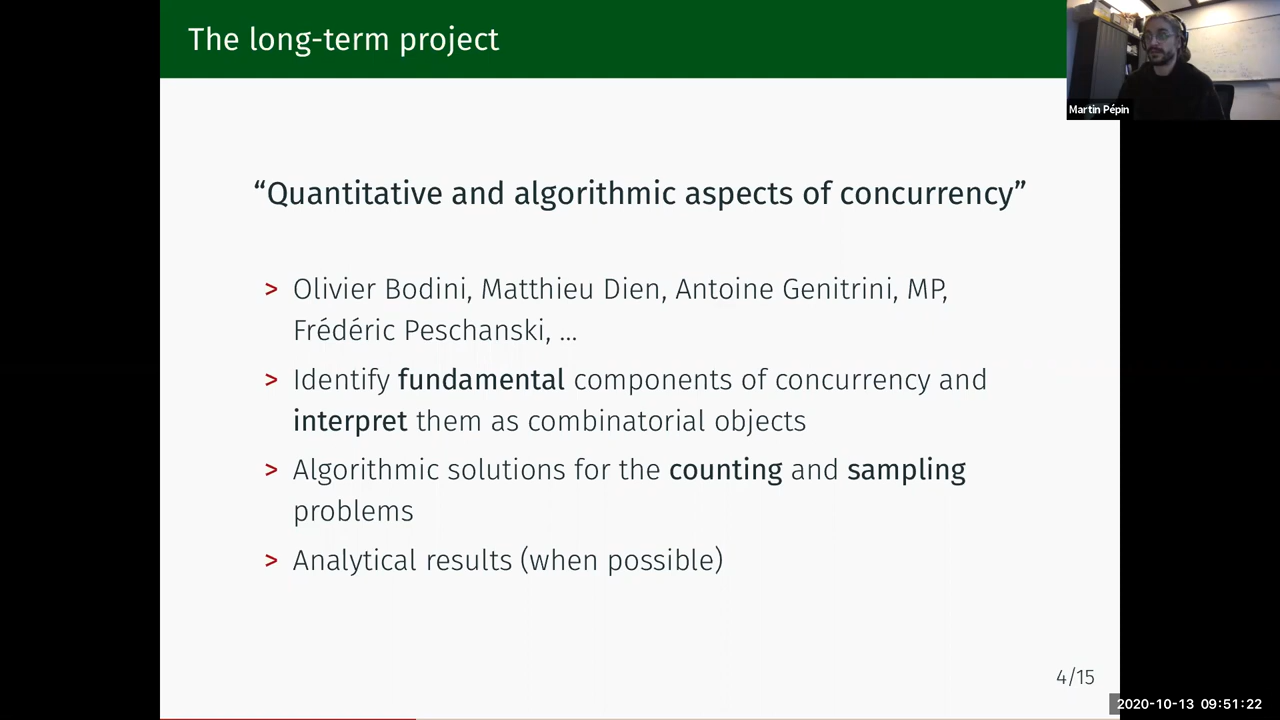 The long-term project
Martin Pépin
“Quantitative and algorithmic aspects of concurrency”
> Olivier Bodini, Matthieu Dien, Antoine Genitrini, MP,
Frédéric Peschanski, ...
> Identify fundamental components of concurrency and
interpret them as combinatorial objects
> Algorithmic solutions for the counting and sampling
problems
> Analytical results (when possible)
4/15
2020-10-13 09:51:22